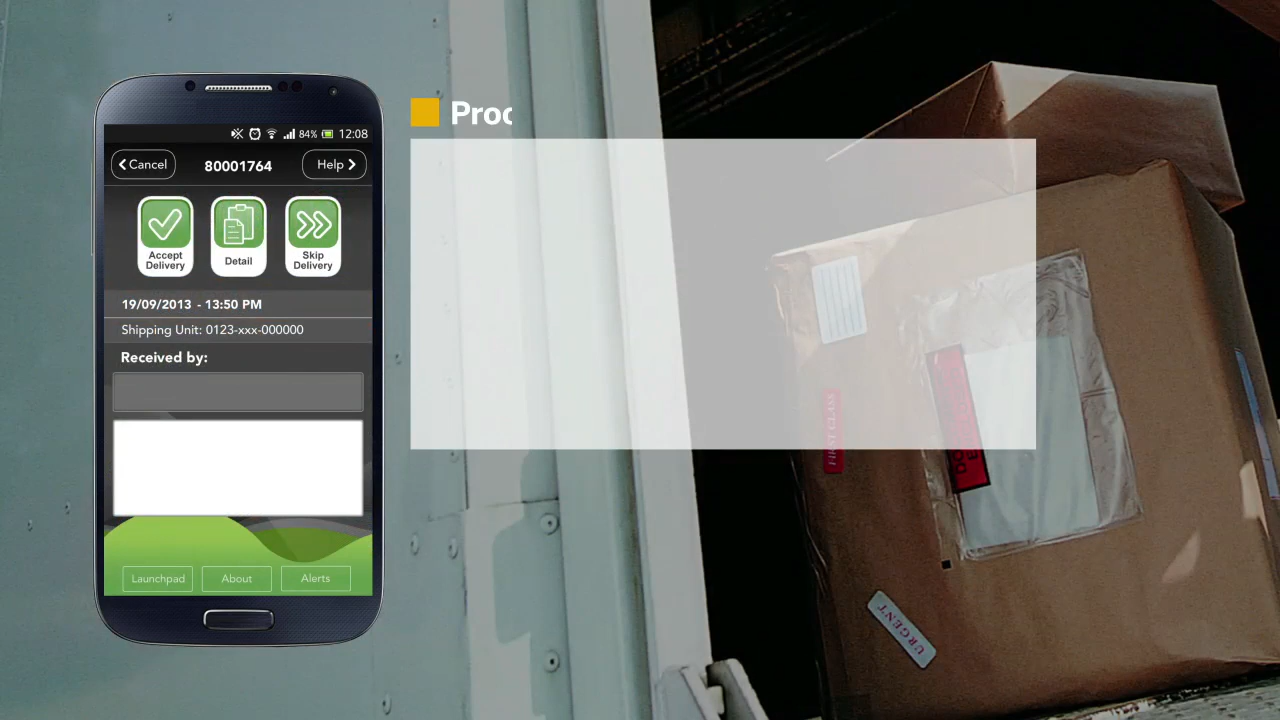 84% 12:08
Cancel
80001764
Help
Accept
Delivery
Detail
Skip
Delivery
19/09/2013 - 13:50 PM
Shipping Unit: 0123-xxx-000000
Received by:
Launchpad
About
Alerts
Proc
FIRST CLASS
URGENT